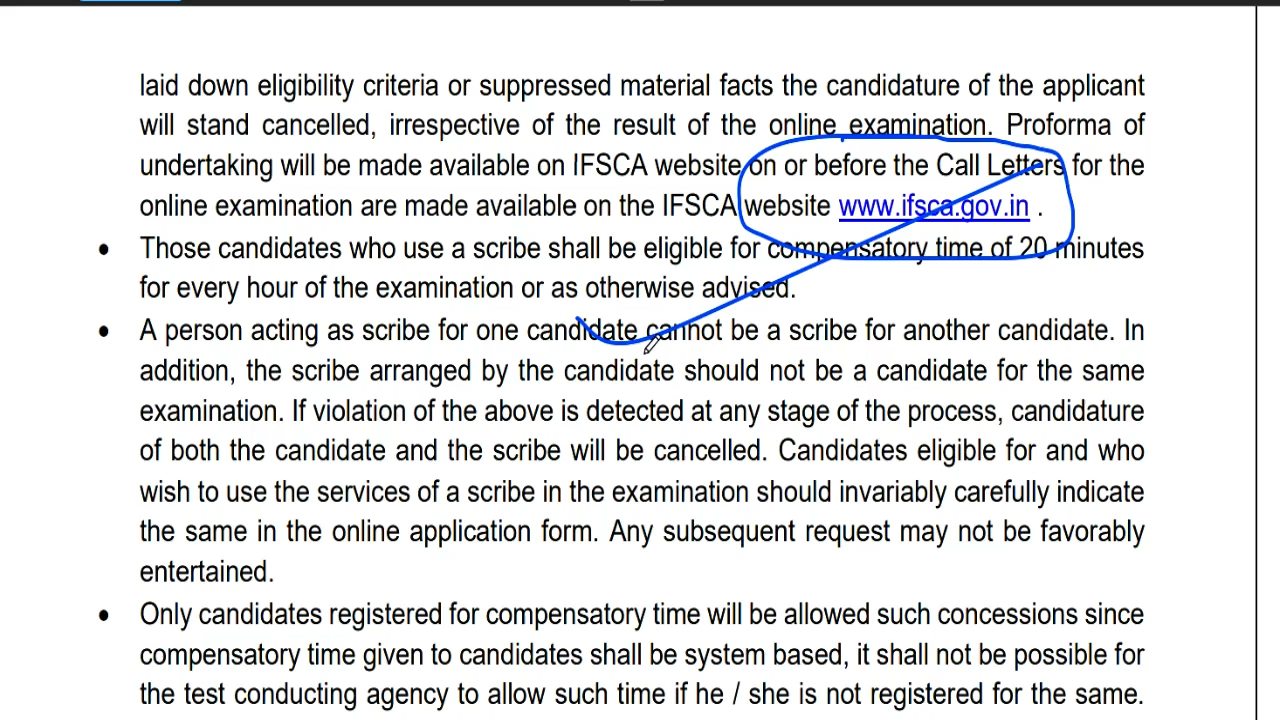 laid down eligibility criteria or suppressed material facts the candidature of the applicant
will stand cancelled, irrespective of the result of the online examination. Proforma of
undertaking will be made available on IFSCA website on or before the Call Letters for the
online examination are made available on the IFSCA website www.ifsca.gov.in .
• Those candidates who use a scribe shall be eligible for compensatory time of 20 minutes
for every hour of the examination or as otherwise advised.
• A person acting as scribe for one candidate cannot be a scribe for another candidate. In
addition, the scribe arranged by the candidate should not be a candidate for the same
examination. If violation of the above is detected at any stage of the process, candidature
of both the candidate and the scribe will be cancelled. Candidates eligible for and who
wish to use the services of a scribe in the examination should invariably carefully indicate
the same in the online application form. Any subsequent request may not be favorably
entertained.
• Only candidates registered for compensatory time will be allowed such concessions since
compensatory time given to candidates shall be system based, it shall not be possible for
the test conducting agency to allow such time if he / she is not registered for the same.